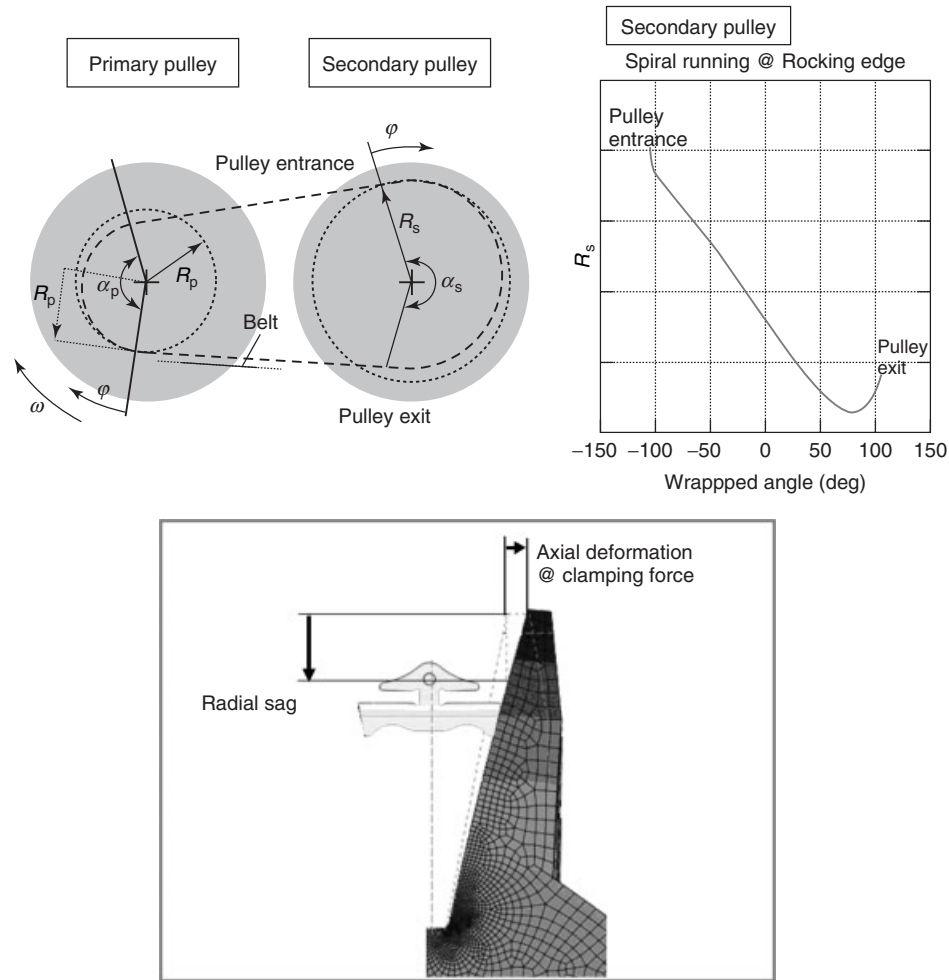 Primary pulley
Secondary pulley
φ
Pulley entrance
R_s
R_p
α_p
α_s
R_p
Belt
φ
ω
Pulley exit
Secondary pulley
Spiral running @ Rocking edge
Pulley
entrance
R_s
Pulley
exit
−150 −100 −50 0 50 100 150
Wrappped angle (deg)
Axial deformation
@ clamping force
Radial sag